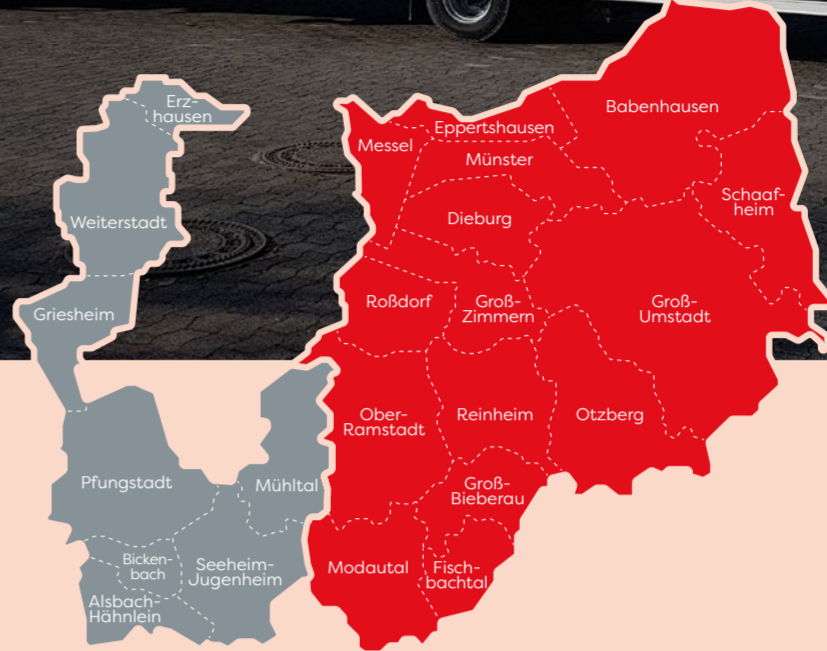 Erz-
hausen
Weiterstadt
Griesheim
Pfungstadt
Mühltal
Bicken-
bach
Seeheim-
Jugenheim
Alsbach-
Hähnlein
Babenhausen
Eppertshausen
Messel
Münster
Schaaf-
heim
Dieburg
Roßdorf
Groß-
Zimmern
Groß-
Umstadt
Ober-
Ramstadt
Reinheim
Otzberg
Groß-
Bieberau
Modautal
Fisch-
bachtal